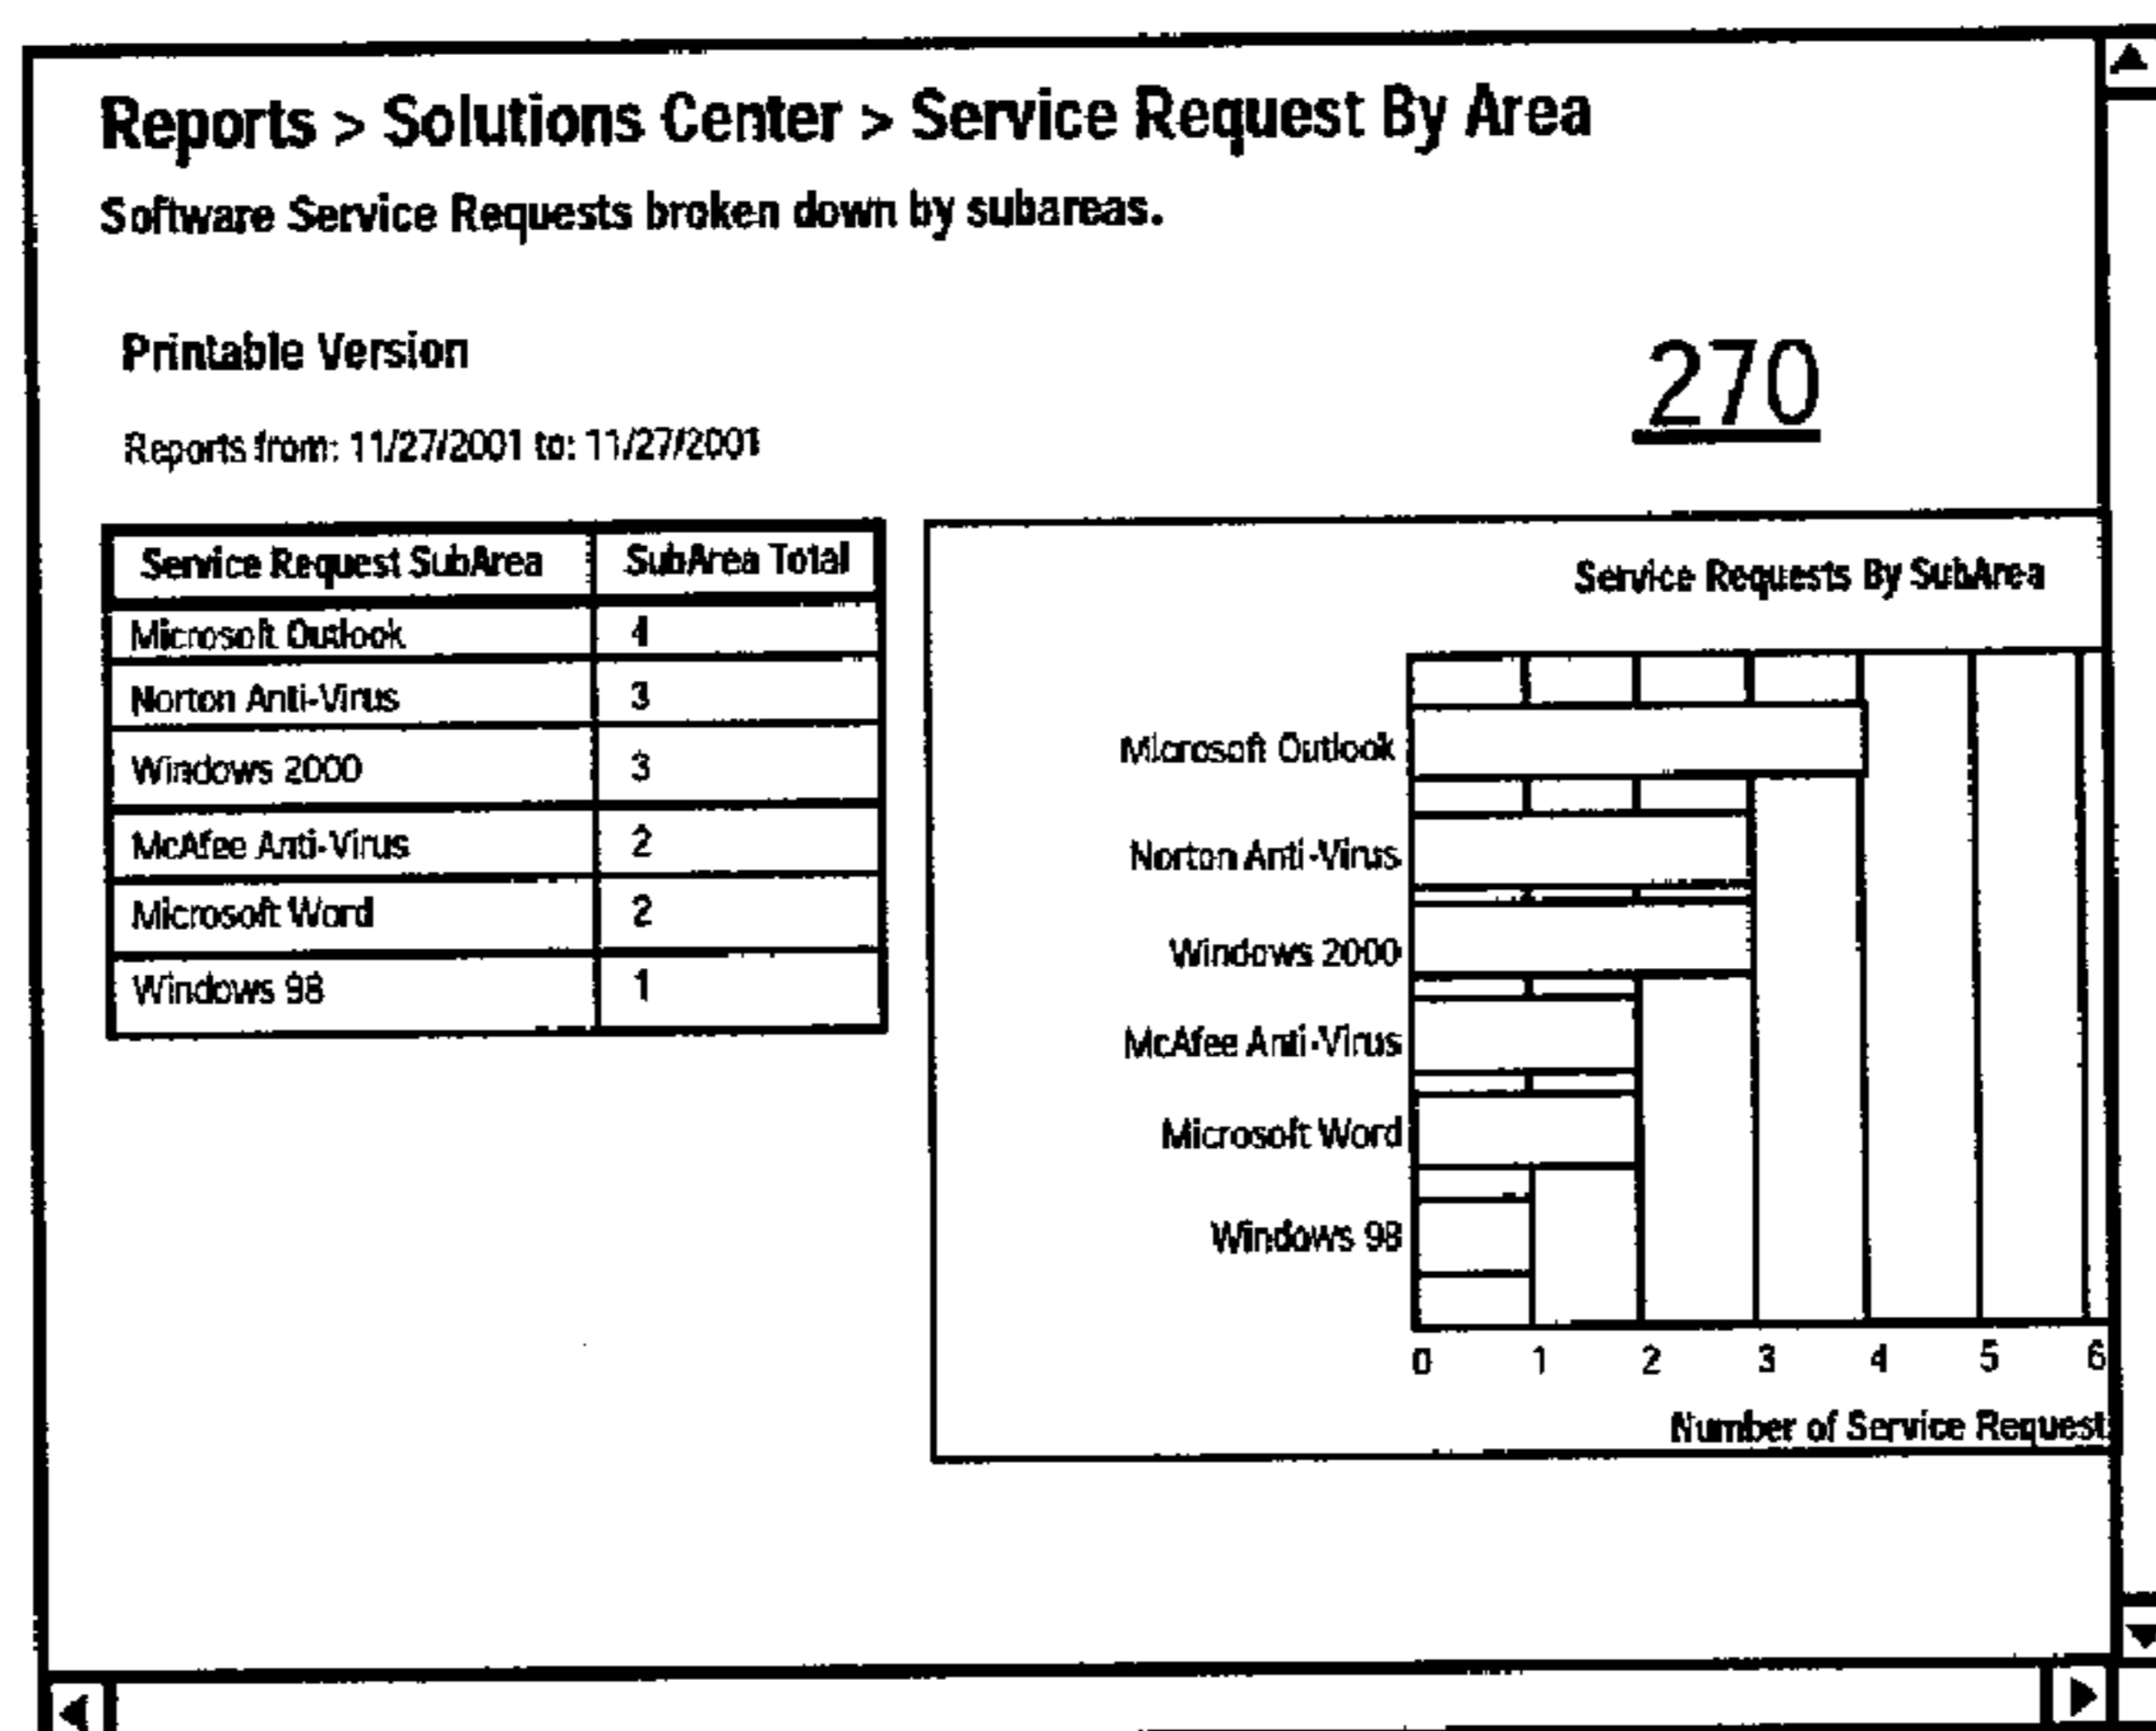 Reports > Solutions Center > Service Request By Area
Software Service Requests broken down by subareas.
Printable Version
270
Reports from: 11/27/2001 to: 11/27/2001
Service Request SubArea SubArea Total
Microsoft Outlook 4
Norton Anti-Virus 3
Windows 2000 3
McAfee Anti-Virus 2
Microsoft Word 2
Windows 98 1
Service Requests By SubArea
Microsoft Outlook
Norton Anti-Virus
Windows 2000
McAfee Anti-Virus
Microsoft Word
Windows 98
0 1 2 3 4 5 6
Number of Service Request